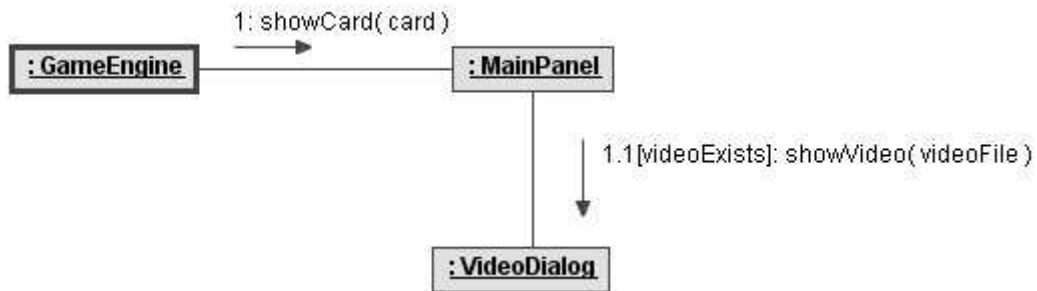 1: showCard( card )
: GameEngine
: MainPanel
1.1[videoExists]: showVideo( videoFile )
: VideoDialog